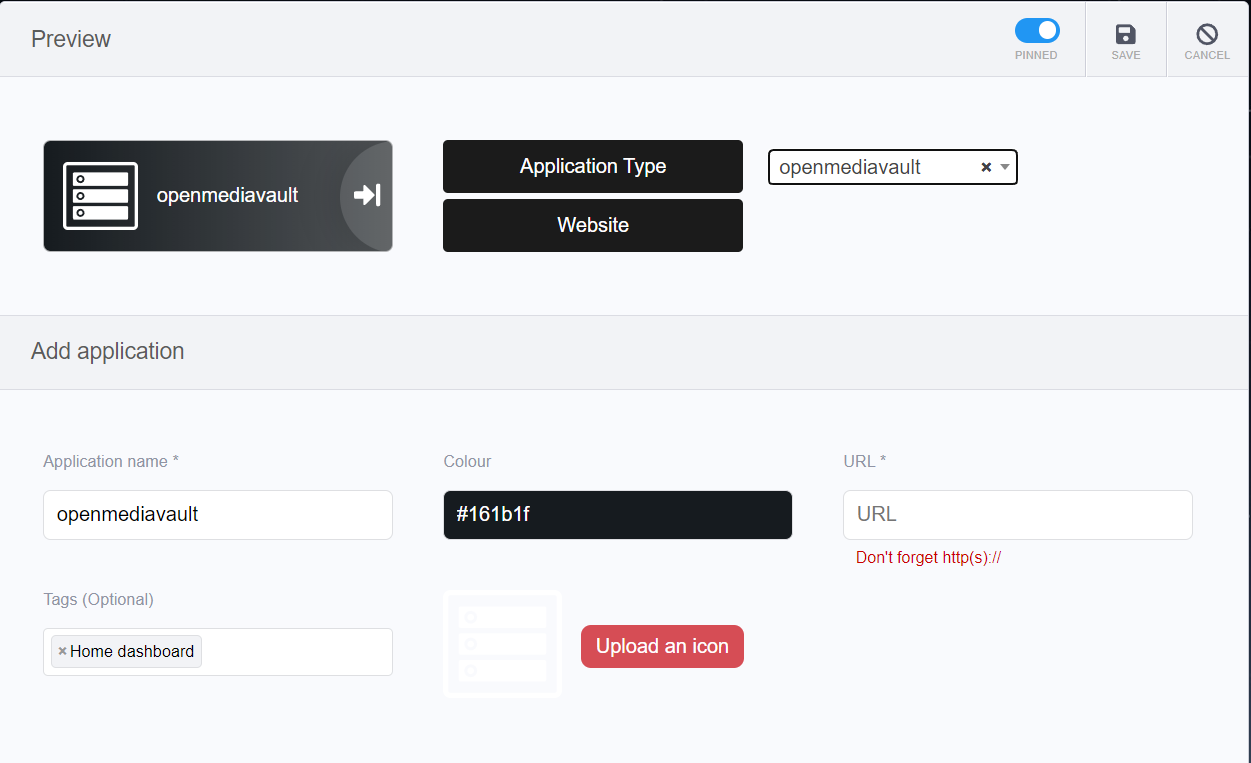 Preview
PINNED
SAVE
CANCEL
openmediavault
Application Type
Website
openmediavault
Add application
Application name *
Colour
URL *
openmediavault
#161b1f
URL
Don't forget http(s)://
Tags (Optional)
Home dashboard
Upload an icon